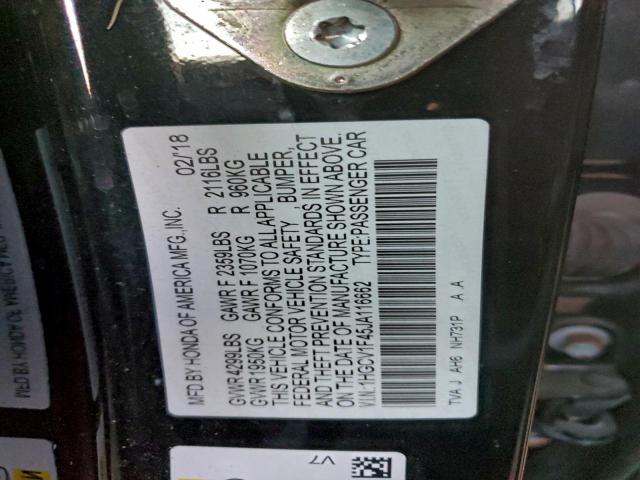 MFD BY HONDA OF AMERICA MFG.,INC. 02/'18
GVWR 4299LBS GAWR F 2359LBS R 2116LBS
GVWR 1950KG GAWR F 1070KG R 960KG
THIS VEHICLE CONFORMS TO ALL APPLICABLE
FEDERAL MOTOR VEHICLE SAFETY , BUMPER,
AND THEFT PREVENTION STANDARDS IN EFFECT
ON THE DATE OF MANUFACTURE SHOWN ABOVE.
V.I.N.:1HGCV1F45JA116662 TYPE:PASSENGER CAR
TVA J AH6 NH731P A A
V7